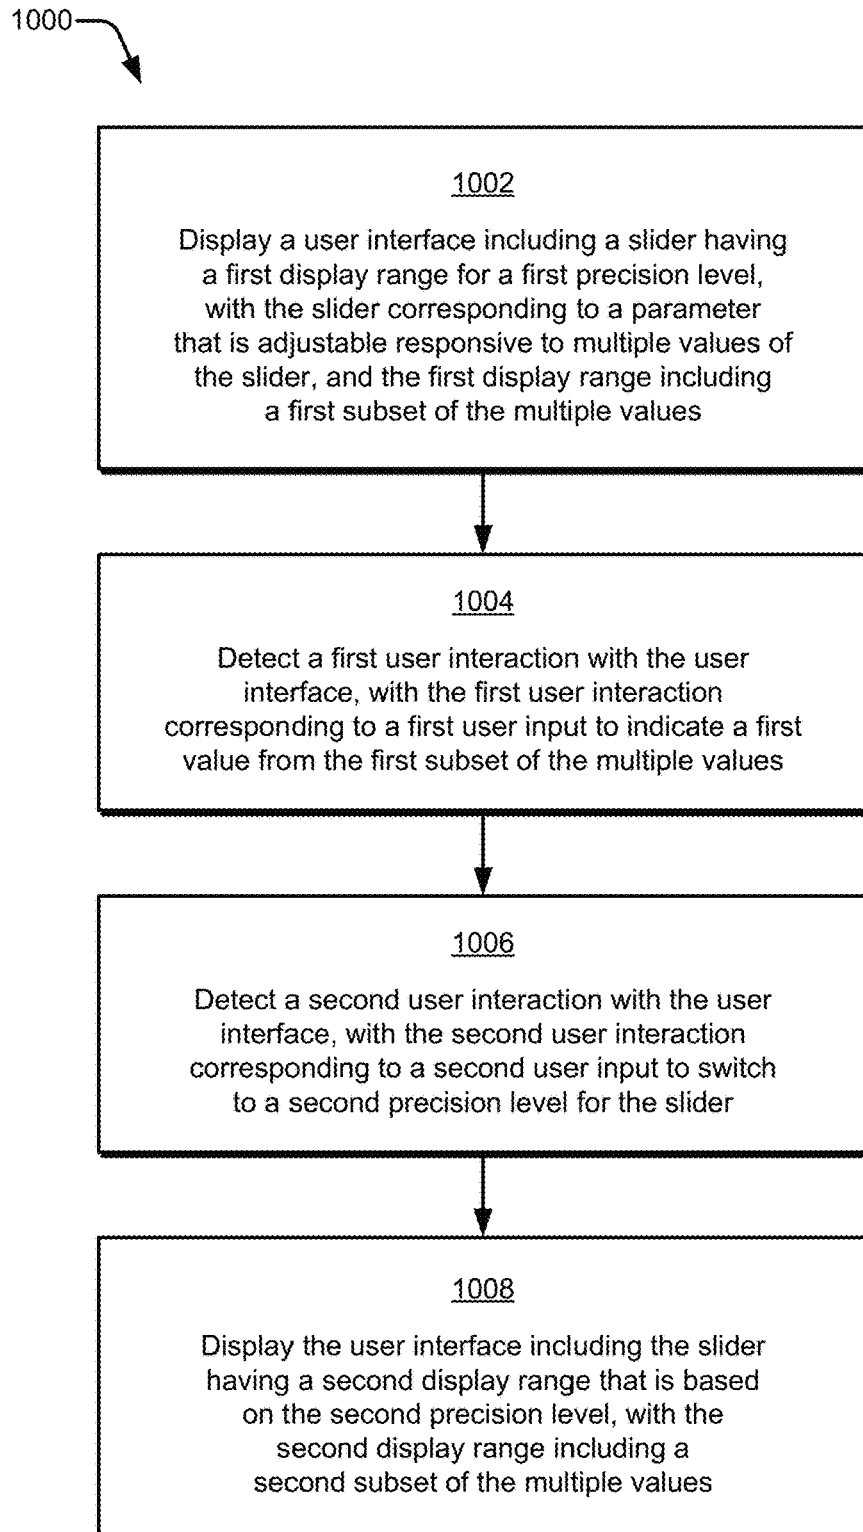 1000
1002
Display a user interface including a slider having
a first display range for a first precision level,
with the slider corresponding to a parameter
that is adjustable responsive to multiple values of
the slider, and the first display range including
a first subset of the multiple values
1004
Detect a first user interaction with the user
interface, with the first user interaction
corresponding to a first user input to indicate a first
value from the first subset of the multiple values
1006
Detect a second user interaction with the user
interface, with the second user interaction
corresponding to a second user input to switch
to a second precision level for the slider
1008
Display the user interface including the slider
having a second display range that is based
on the second precision level, with the
second display range including a
second subset of the multiple values